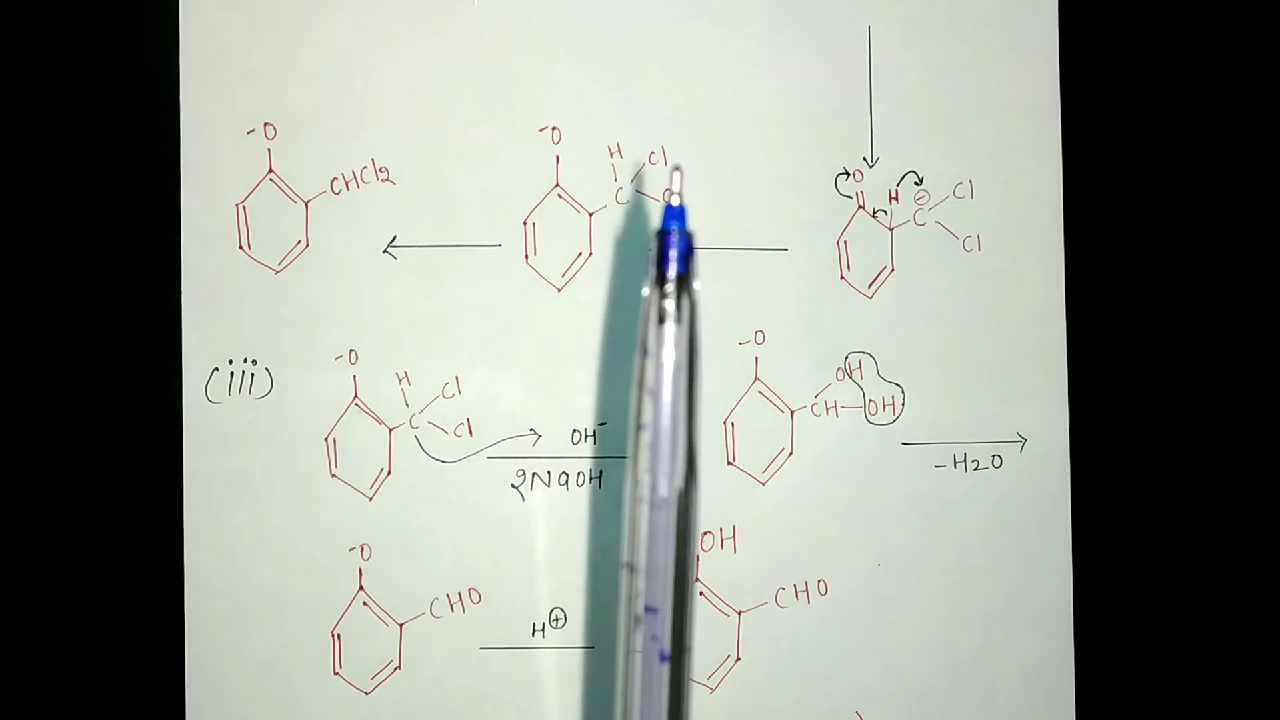 -O
CHCl2
-O
H
Cl
C
O
H
⊖
C
Cl
Cl
(iii)
-O
H
C
Cl
Cl
OH⁻
2NaOH
-O
OH
CH-OH
-H2O
-O
CHO
H⊕
OH
CHO